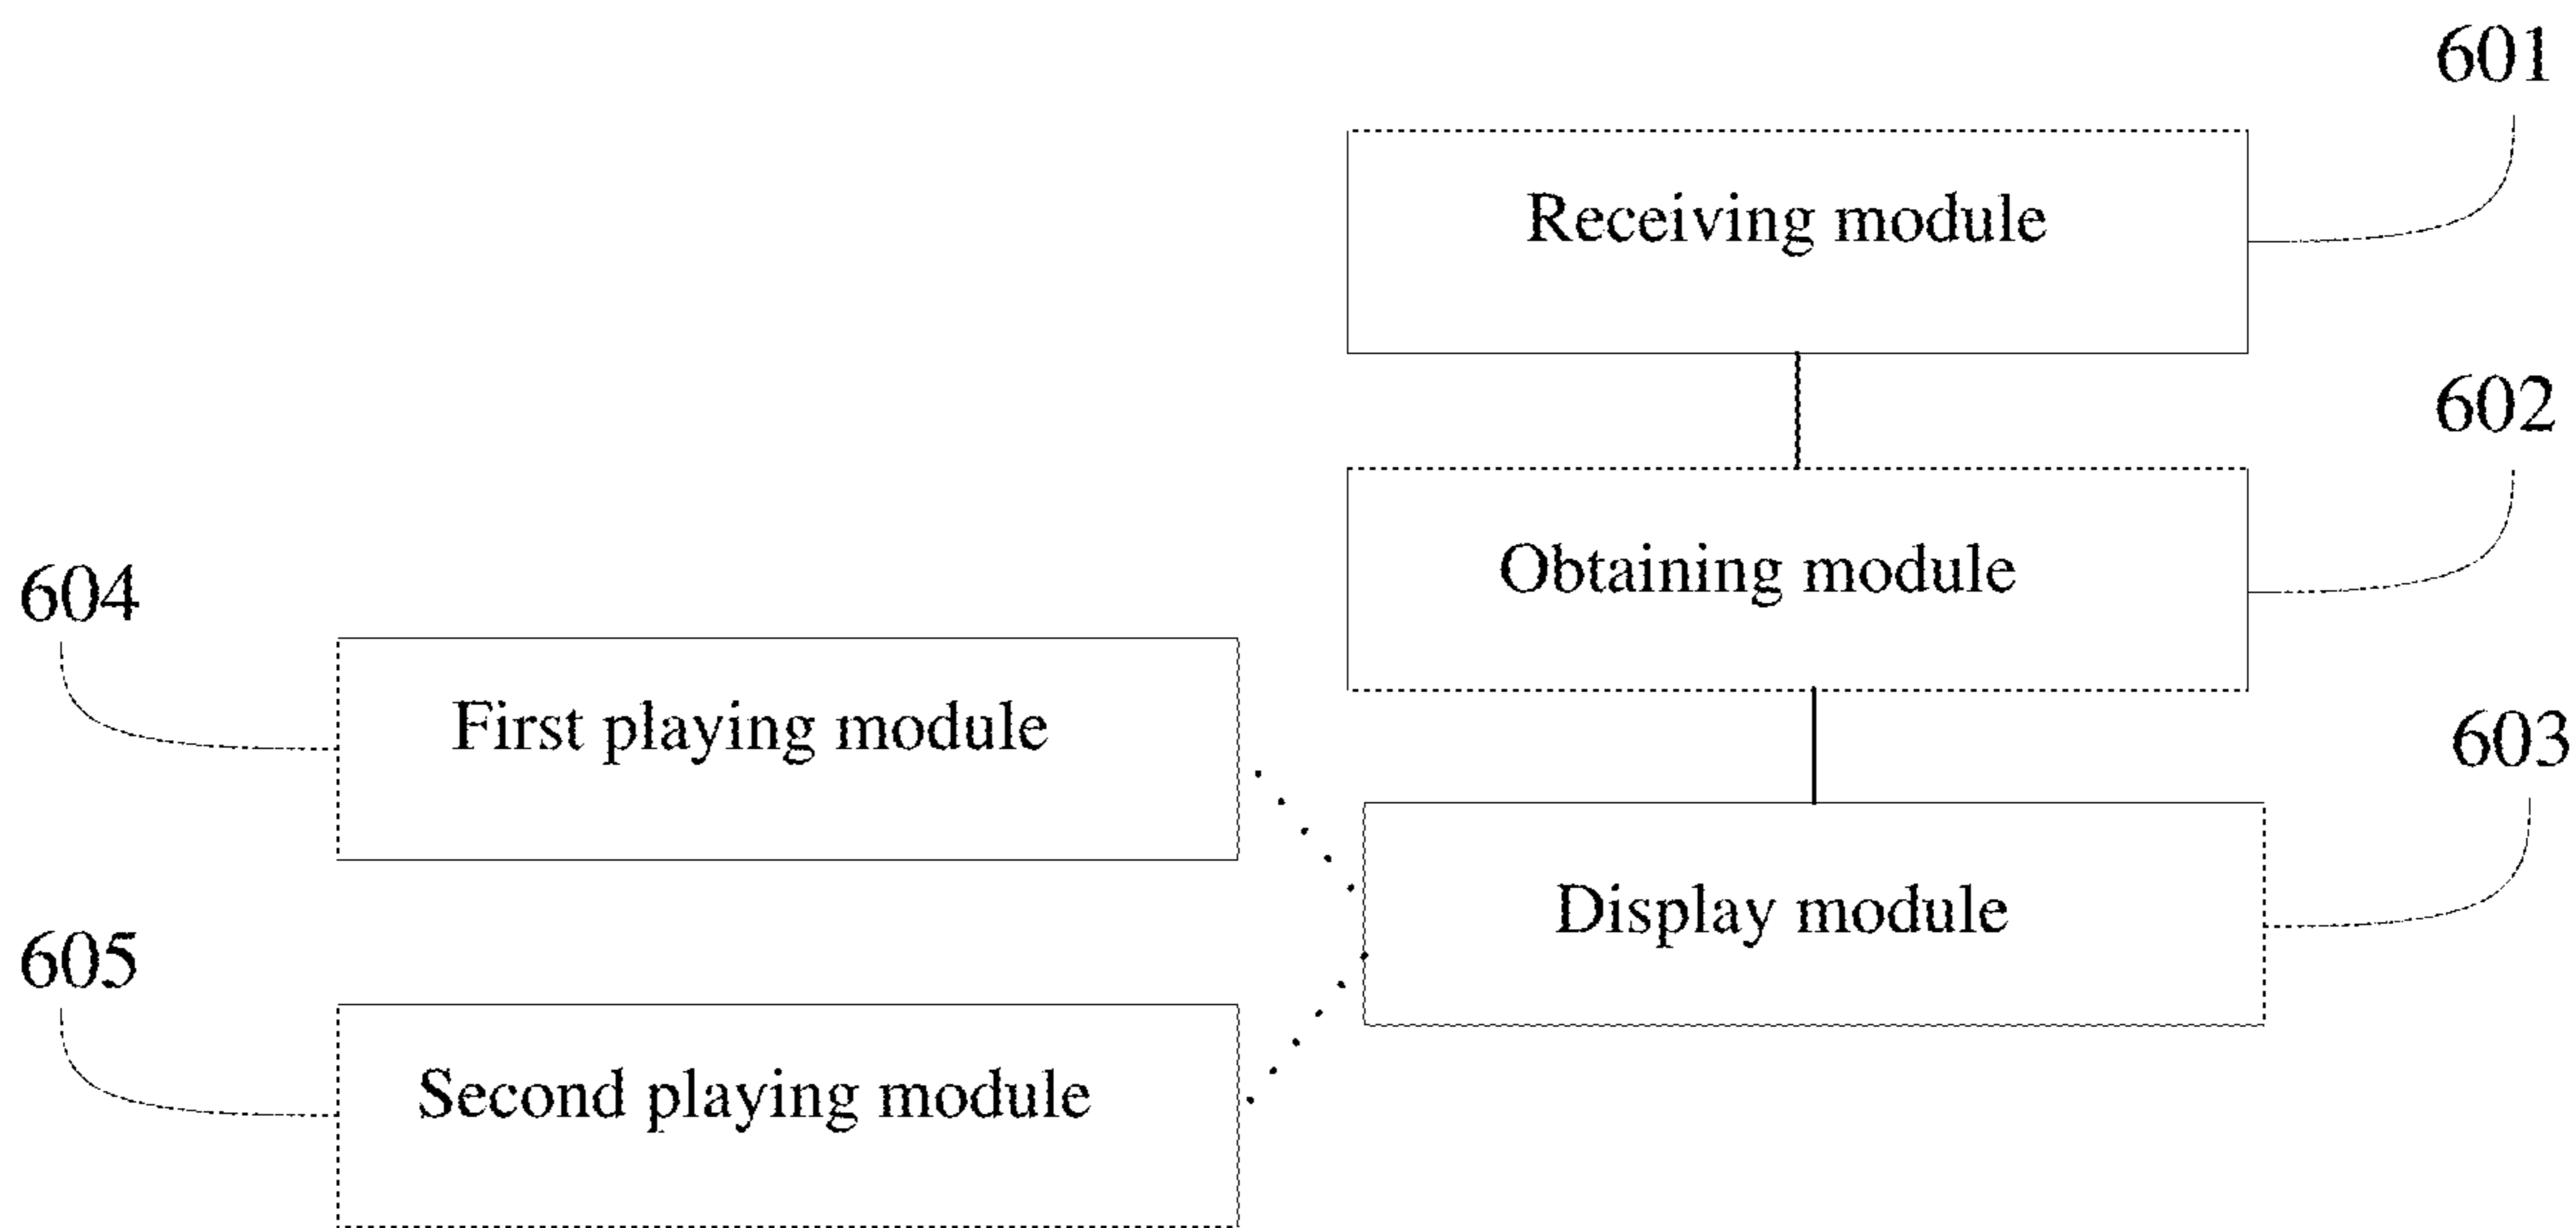 601
Receiving module
602
Obtaining module
604
First playing module
603
Display module
605
Second playing module